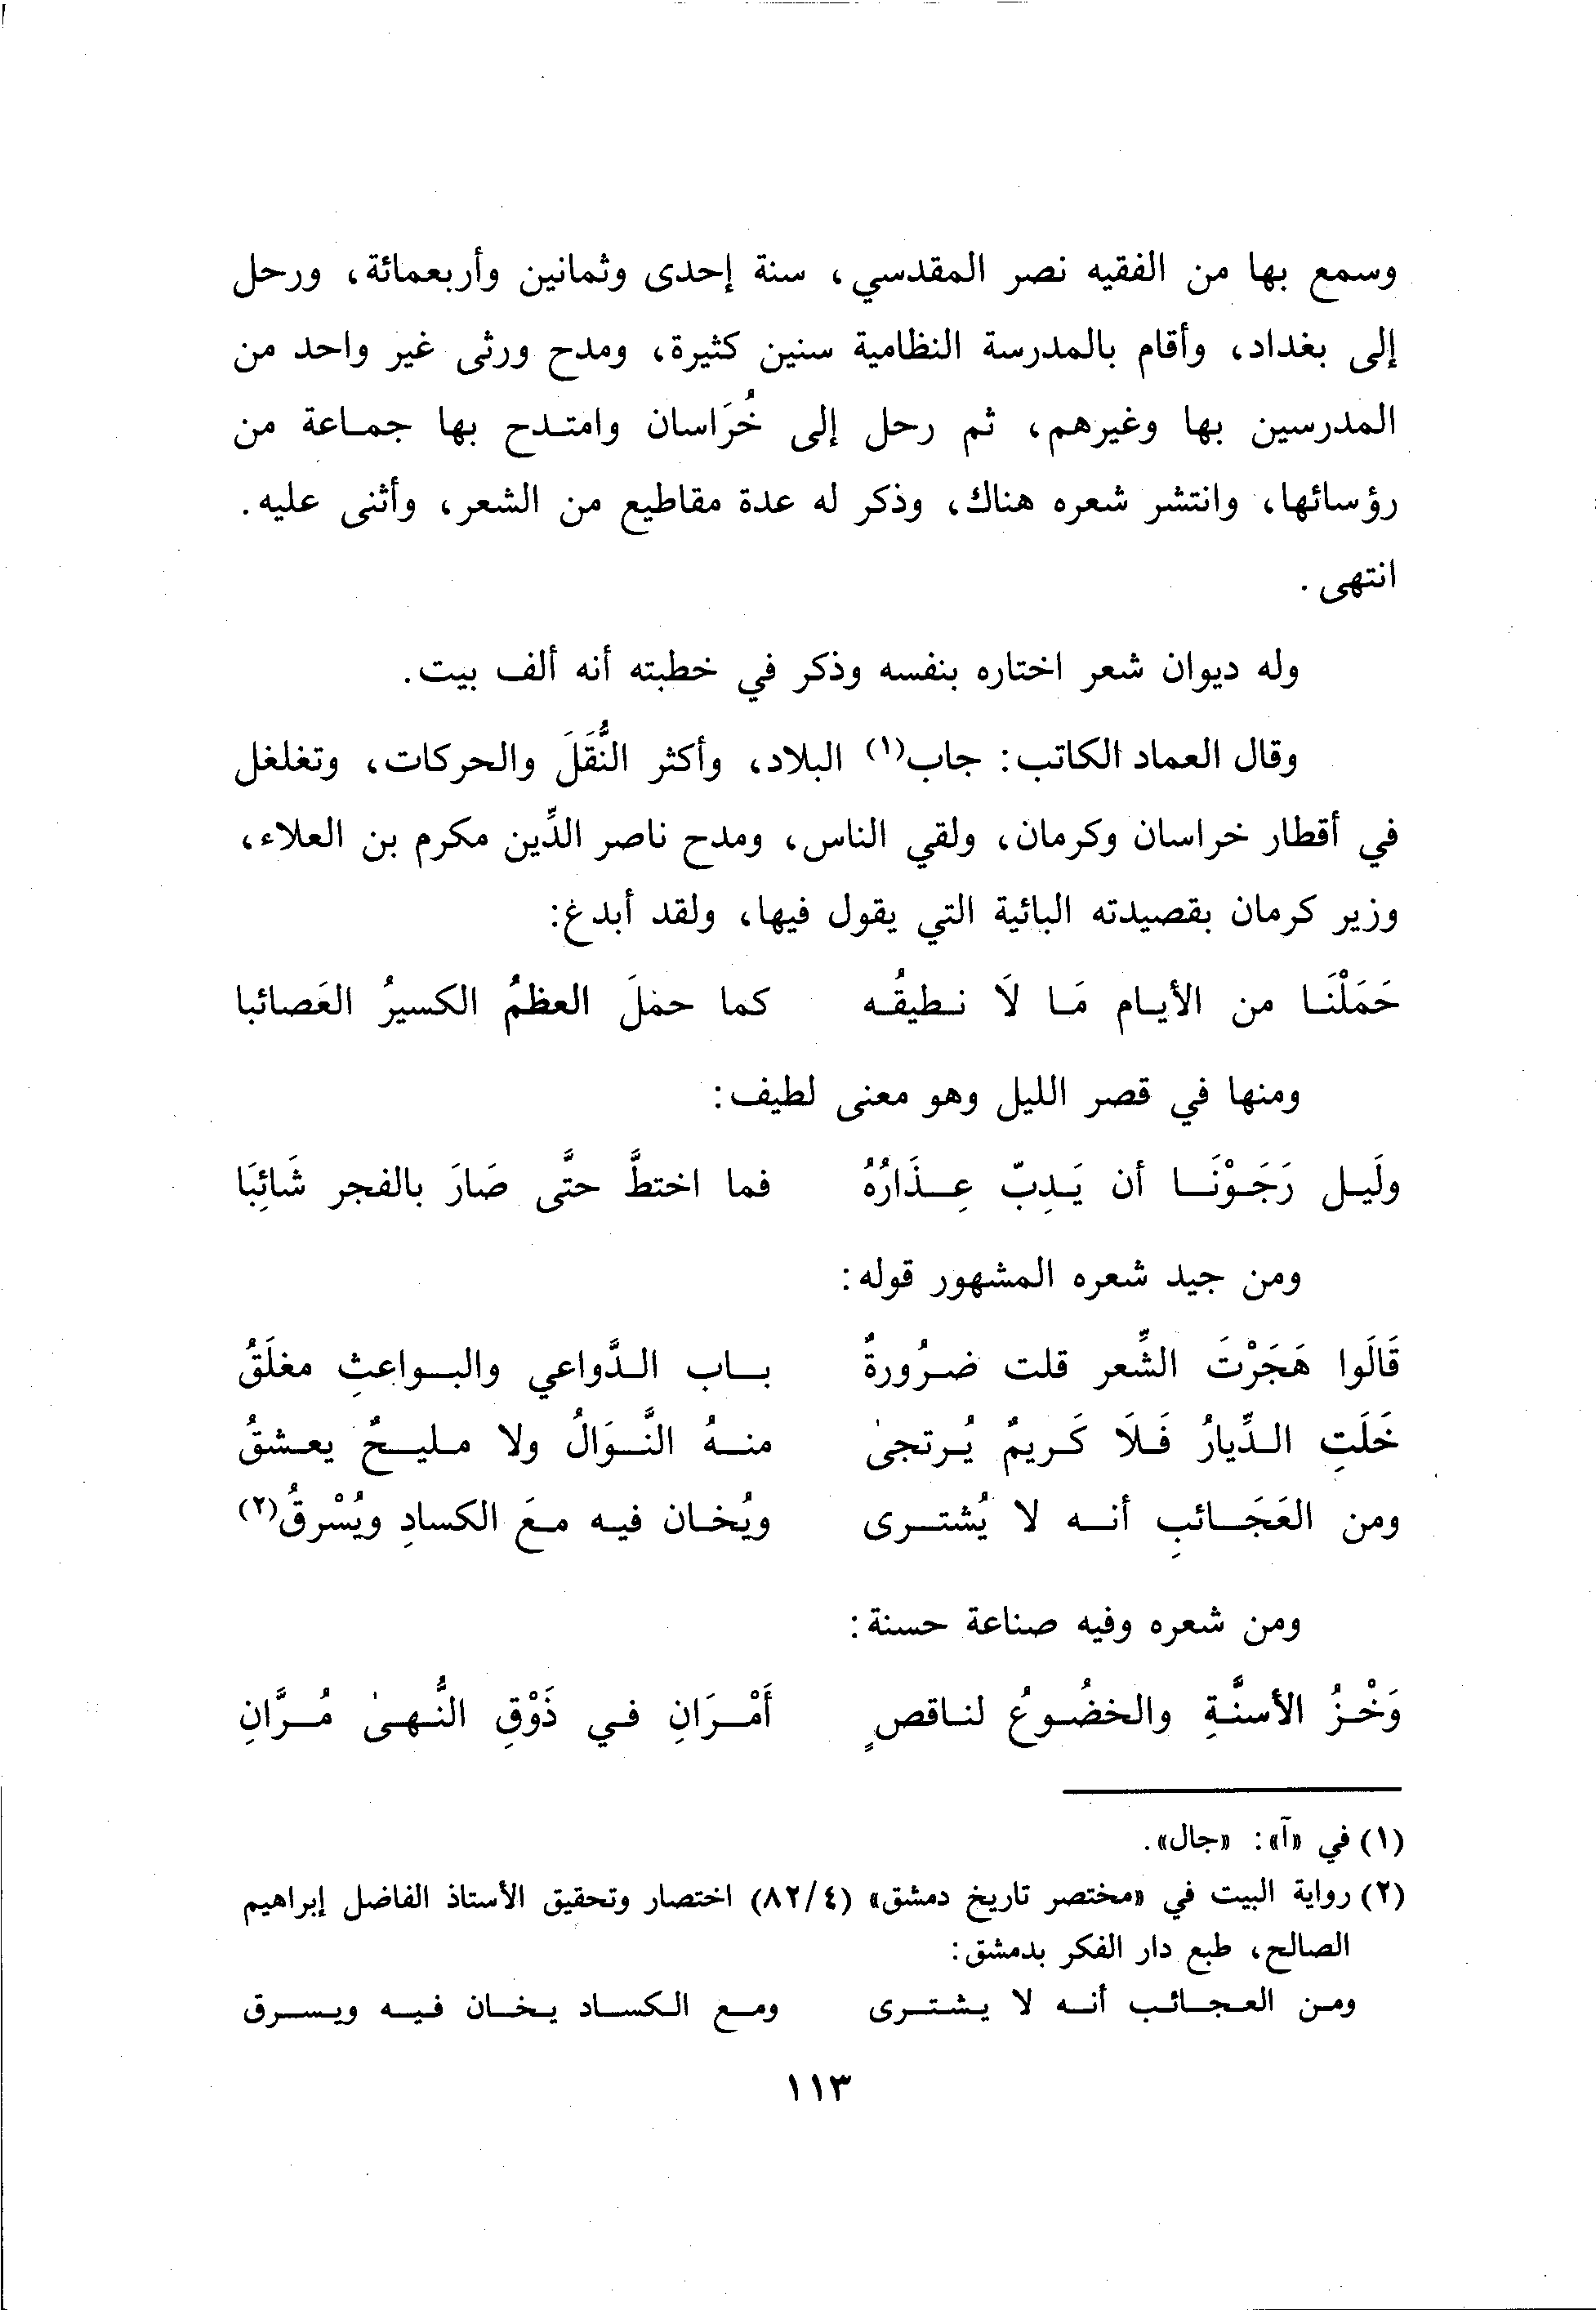 وسمع بها من الفقيه نصر المقدسي، سنة إحدى وثمانين وأربعمائة، ورحل
إلى بغداد، وأقام بالمدرسة النظامية سنين كثيرة، ومدح ورثى غير واحد من
المدرسين بها وغيرهم، ثم رحل إلى خُرَاسان وامتدح بها جماعة من
رؤسائها، وانتشر شعره هناك، وذكر له عدة مقاطيع من الشعر، وأثنى عليه.
انتهى.
وله ديوان شعر اختاره بنفسه وذكر في خطبته أنه ألف بيت.
وقال العماد الكاتب: جاب(١) البلاد، وأكثر النُّقَلَ والحركات، وتغلغل
في أقطار خراسان وكرمان، ولقي الناس، ومدح ناصر الدِّين مكرم بن العلاء،
وزير كرمان بقصيدته البائية التي يقول فيها، ولقد أبدغ:
حَمَلْنَا من الأيام مَا لاَ نطيقُه كما حملَ العظمُ الكسيرُ العَصائبا
ومنها في قصر الليل وهو معنى لطيف:
ولَيل رَجَوْنَا أن يَدِبّ عِذَارُهُ فما اختطَّ حتَّى صَارَ بالفجر شَائِبَا
ومن جيد شعره المشهور قوله:
قَالَوا هَجَرْتَ الشِّعر قلت ضرُورةٌ باب الدَّواعي والبواعثِ مغلَقُ
خَلَتِ الدِّيارُ فَلَا كَريمٌ يُرتجىٰ منهُ النَّوَالُ ولا مليحٌ يعشقُ
ومن العَجَائبِ أنه لا يُشترى ويُخان فيه معَ الكسادِ ويُسْرقُ(٢)
ومن شعره وفيه صناعة حسنة:
وَخْزُ الأسنَّةِ والخضُوعُ لناقصٍ أَمْرَانِ في ذَوْقِ النُّهىٰ مُرَّانِ
(١) في «آ»: «جال».
(٢) رواية البيت في «مختصر تاريخ دمشق» (٨٢/٤) اختصار وتحقيق الأستاذ الفاضل إبراهيم
الصالح، طبع دار الفكر بدمشق:
ومن العجائب أنه لا يشترى ومع الكساد يخان فيه ويسرق
١١٣